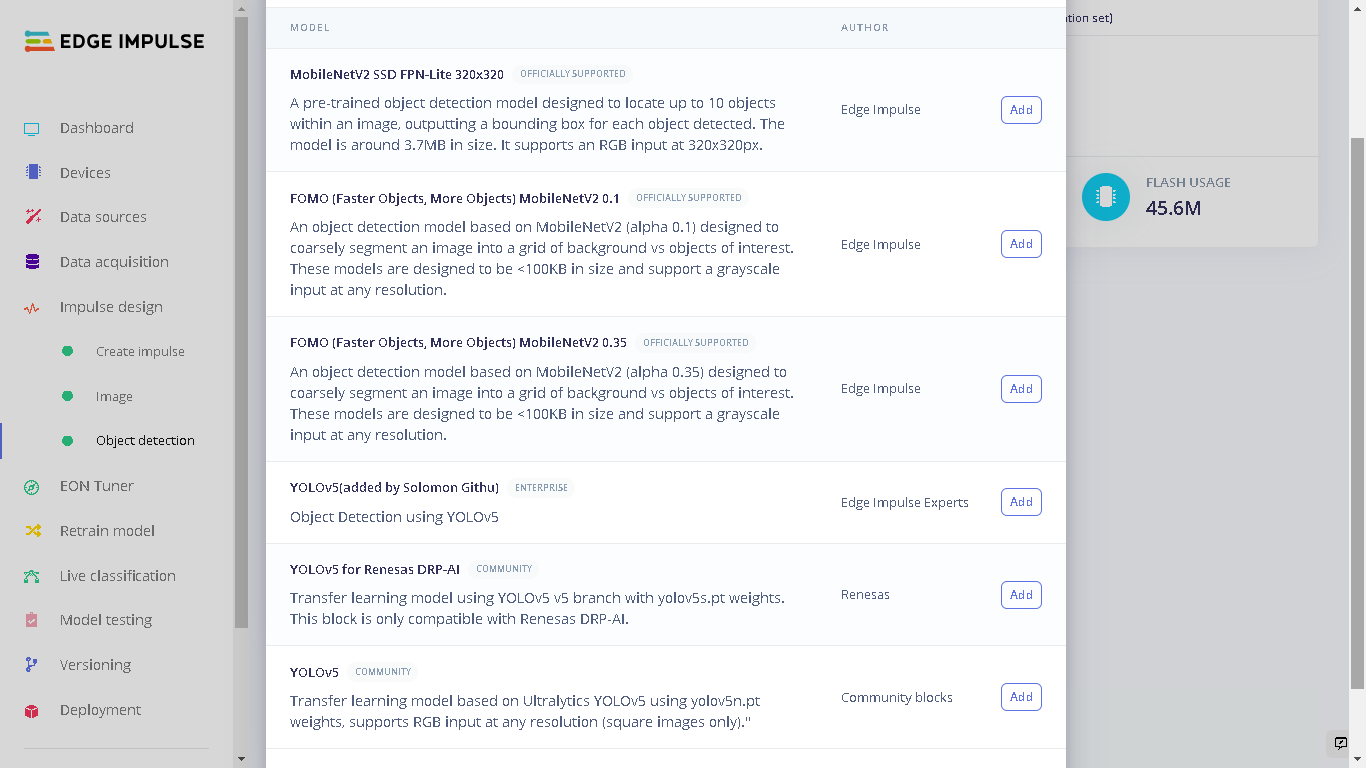 EDGE IMPULSE
Dashboard
Devices
Data sources
Data acquisition
Impulse design
Create impulse
Image
Object detection
EON Tuner
Retrain model
Live classification
Model testing
Versioning
Deployment
MODEL
AUTHOR
MobileNetV2 SSD FPN-Lite 320x320 OFFICIALLY SUPPORTED
A pre-trained object detection model designed to locate up to 10 objects
within an image, outputting a bounding box for each object detected. The
model is around 3.7MB in size. It supports an RGB input at 320x320px.
Edge Impulse
Add
FOMO (Faster Objects, More Objects) MobileNetV2 0.1 OFFICIALLY SUPPORTED
An object detection model based on MobileNetV2 (alpha 0.1) designed to
coarsely segment an image into a grid of background vs objects of interest.
These models are designed to be <100KB in size and support a grayscale
input at any resolution.
Edge Impulse
Add
FOMO (Faster Objects, More Objects) MobileNetV2 0.35 OFFICIALLY SUPPORTED
An object detection model based on MobileNetV2 (alpha 0.35) designed to
coarsely segment an image into a grid of background vs objects of interest.
These models are designed to be <100KB in size and support a grayscale
input at any resolution.
Edge Impulse
Add
YOLOv5(added by Solomon Githu) ENTERPRISE
Object Detection using YOLOv5
Edge Impulse Experts
Add
YOLOv5 for Renesas DRP-AI COMMUNITY
Transfer learning model using YOLOv5 v5 branch with yolov5s.pt weights.
This block is only compatible with Renesas DRP-AI.
Renesas
Add
YOLOv5 COMMUNITY
Transfer learning model based on Ultralytics YOLOv5 using yolov5n.pt
weights, supports RGB input at any resolution (square images only)."
Community blocks
Add
tion set)
FLASH USAGE
45.6M